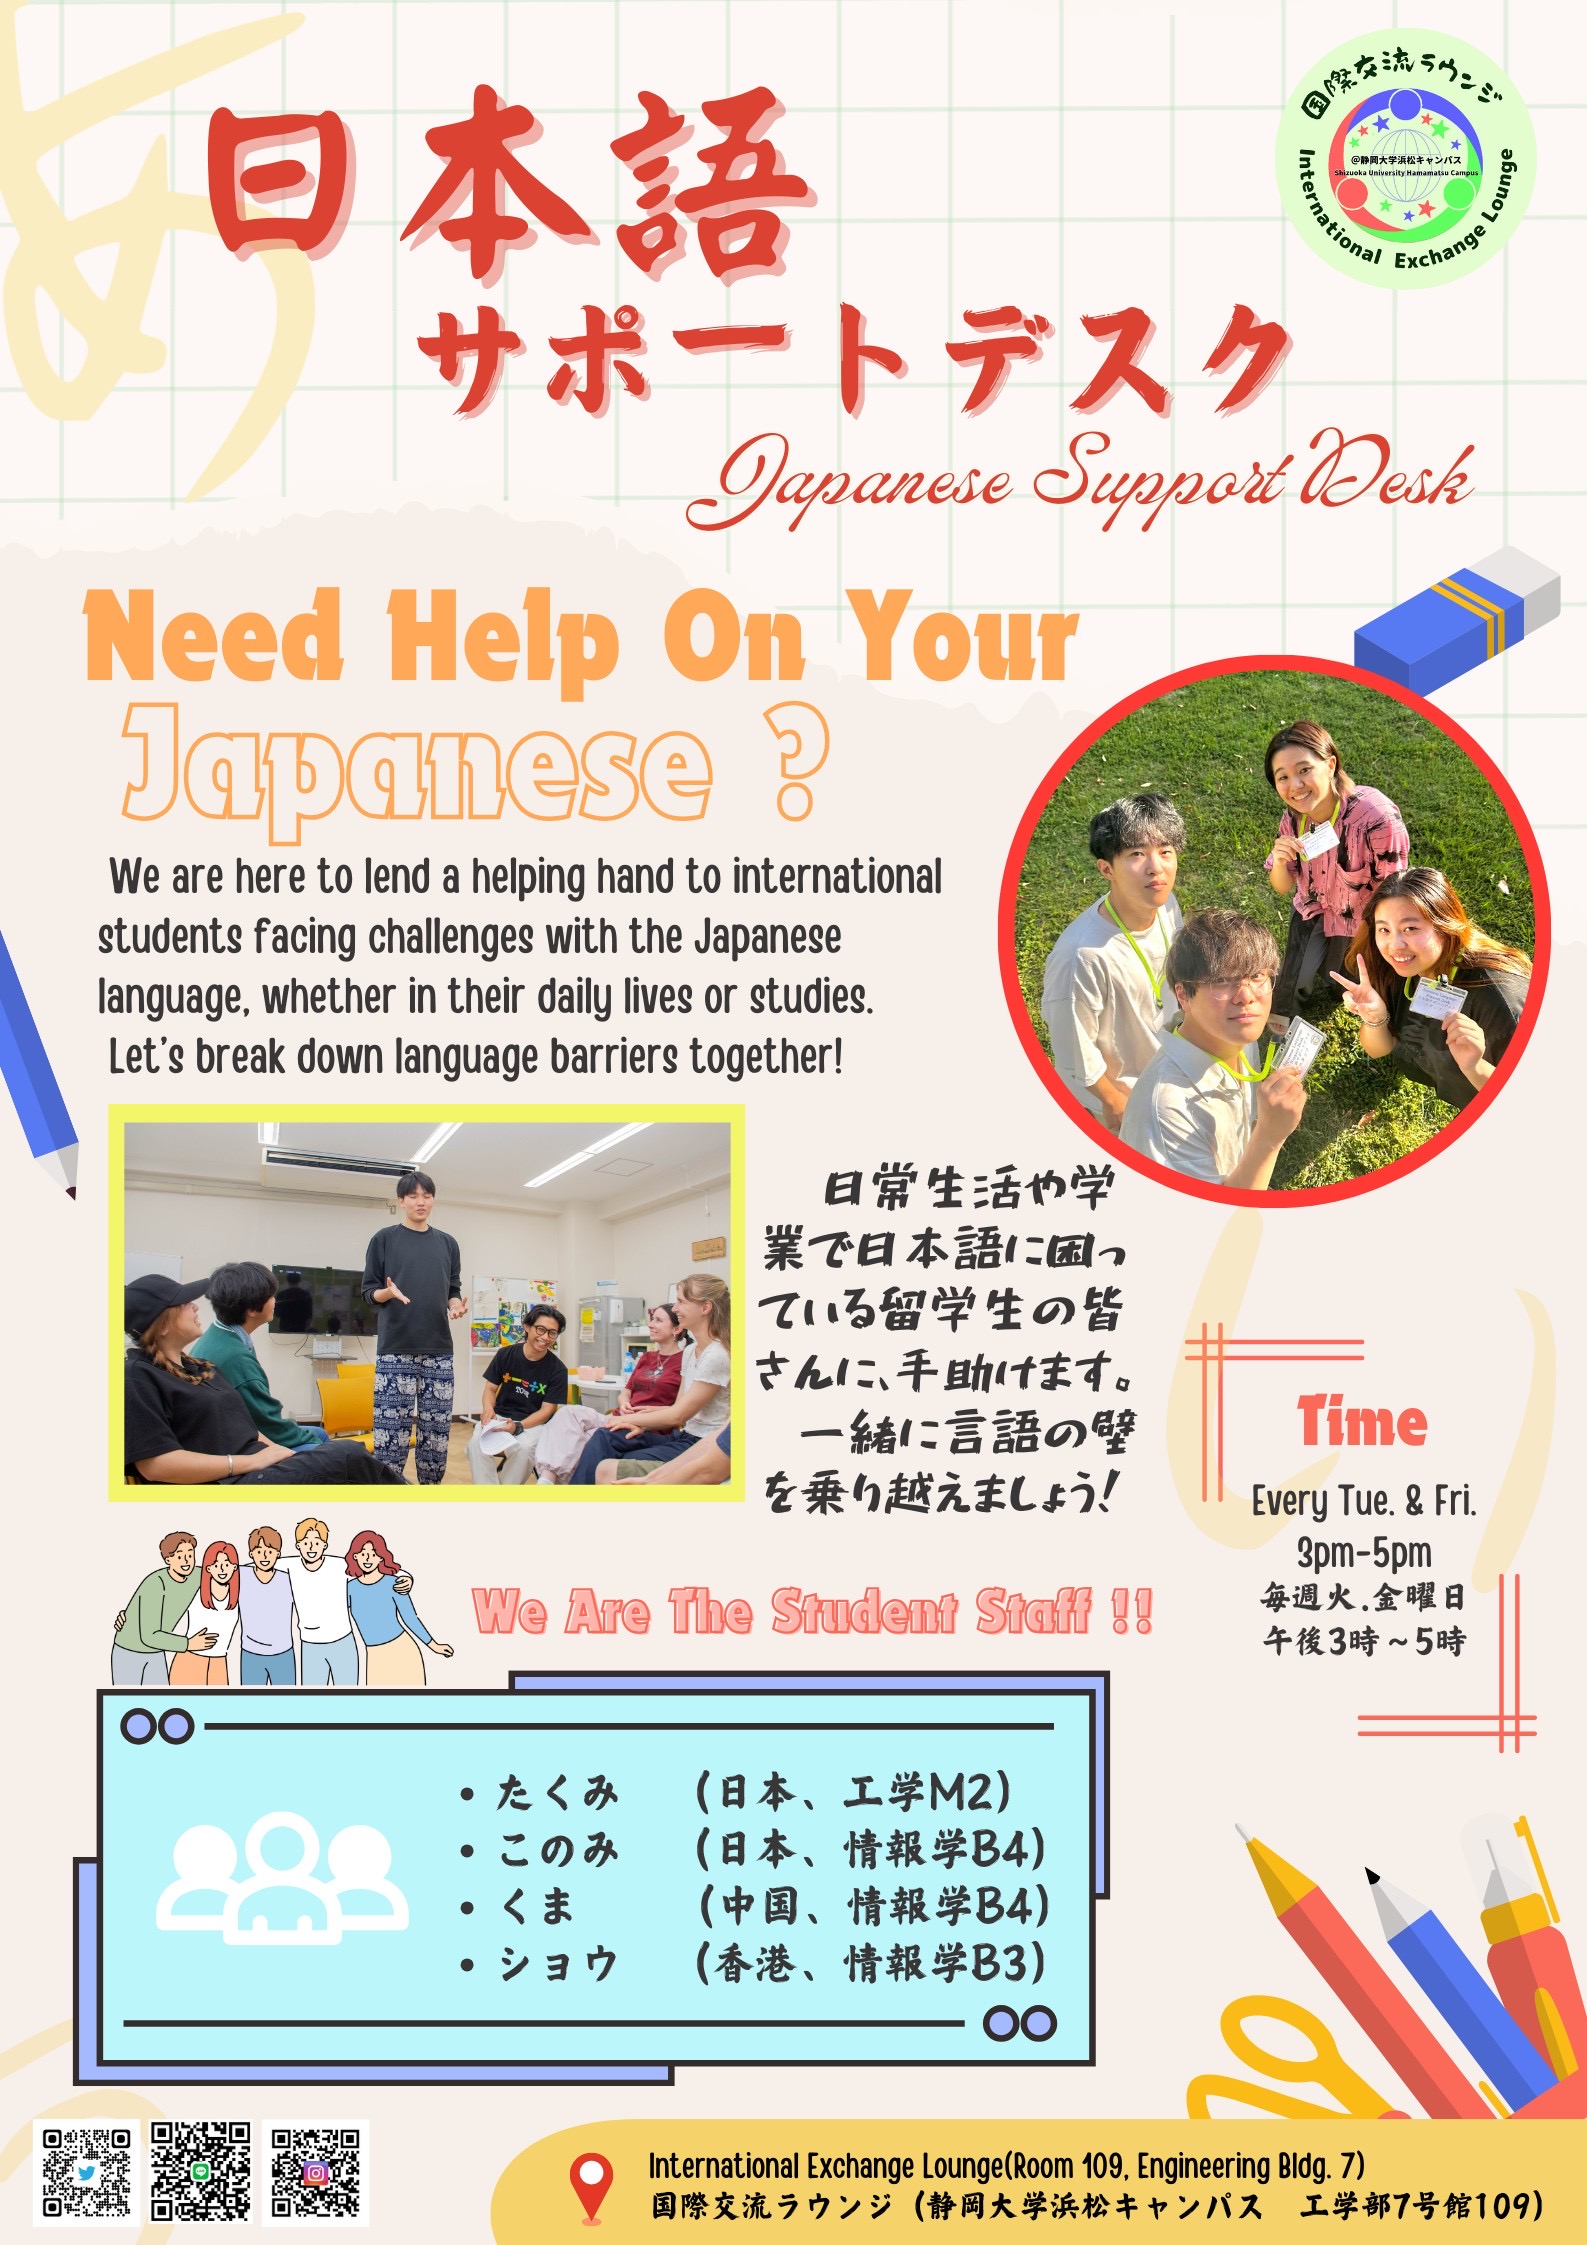 日本語
サポートデスク
Japanese Support Desk
国際交流ラウンジ
@静岡大学浜松キャンパス
Shizuoka University Hamamatsu Campus
International Exchange Lounge
Need Help On Your
Japanese ?
We are here to lend a helping hand to international
students facing challenges with the Japanese
language, whether in their daily lives or studies.
Let's break down language barriers together!
日常生活や学
業で日本語に困っ
ている留学生の皆
さんに、手助けます。
一緒に言語の壁
を乗り越えましょう!
Time
Every Tue. & Fri.
3pm-5pm
毎週火.金曜日
午後3時~5時
We Are The Student Staff !!
• たくみ (日本、工学M2)
• このみ (日本、情報学B4)
• くま (中国、情報学B4)
• ショウ (香港、情報学B3)
International Exchange Lounge(Room 109, Engineering Bldg. 7)
国際交流ラウンジ (静岡大学浜松キャンパス 工学部7号館109)
あ